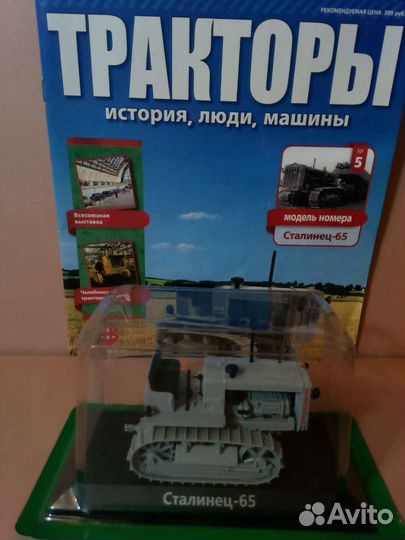 РЕКОМЕНДУЕМАЯ ЦЕНА: 399 руб.
ТРАКТОРЫ
история, люди, машины
№
5
модель номера
Сталинец-65
Всесоюзная
выставка
Челябинский
Сталинец-65
Avito